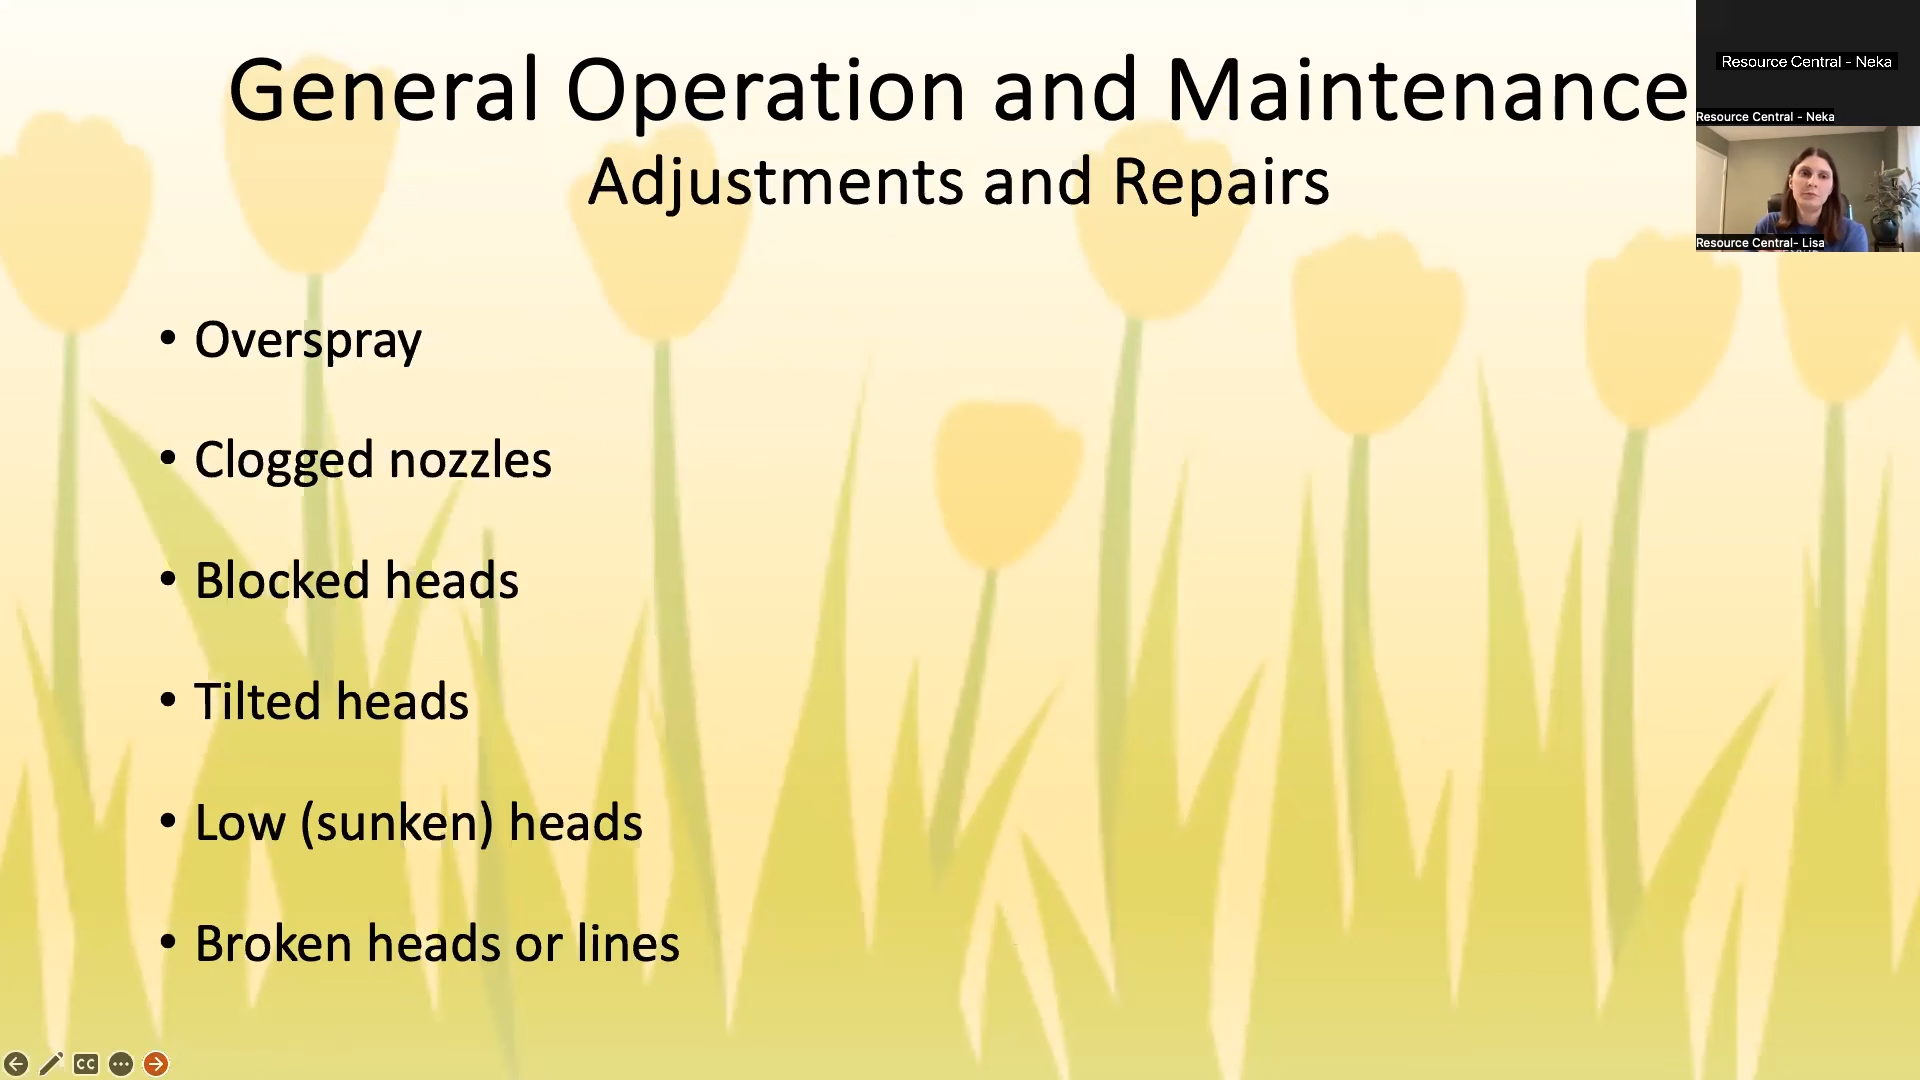 General Operation and Maintenance
Adjustments and Repairs
• Overspray
• Clogged nozzles
• Blocked heads
• Tilted heads
• Low (sunken) heads
• Broken heads or lines
Resource Central - Neka
Resource Central - Neka
Resource Central- Lisa
CC